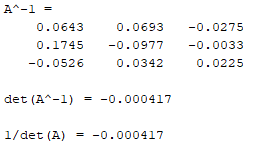 A^-1 =
0.0643 0.0693 -0.0275
0.1745 -0.0977 -0.0033
-0.0526 0.0342 0.0225
det(A^-1) = -0.000417
1/det(A) = -0.000417